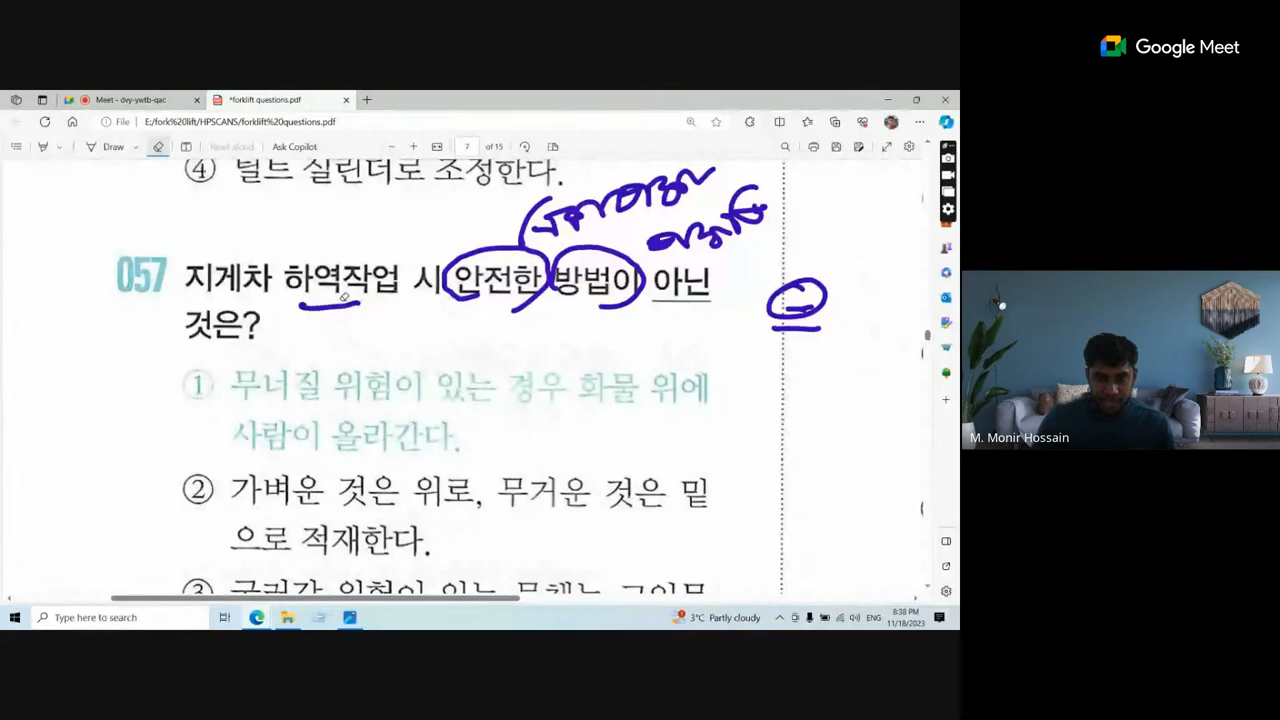 Google Meet
Meet - dvy-ywtb-qac
*forklift questions.pdf
File
E:/fork%20lift/HPSCANS/forklift%20questions.pdf
Draw
Read aloud
Ask Copilot
7 of 15
④ 틸트 실린더로 조정한다.
057 지게차 하역작업 시 안전한 방법이 아닌
것은?
① 무너질 위험이 있는 경우 화물 위에
사람이 올라간다.
② 가벼운 것은 위로, 무거운 것은 밑
으로 적재한다.
M. Monir Hossain
Type here to search
3°C Partly cloudy
ENG
8:38 PM
11/18/2023